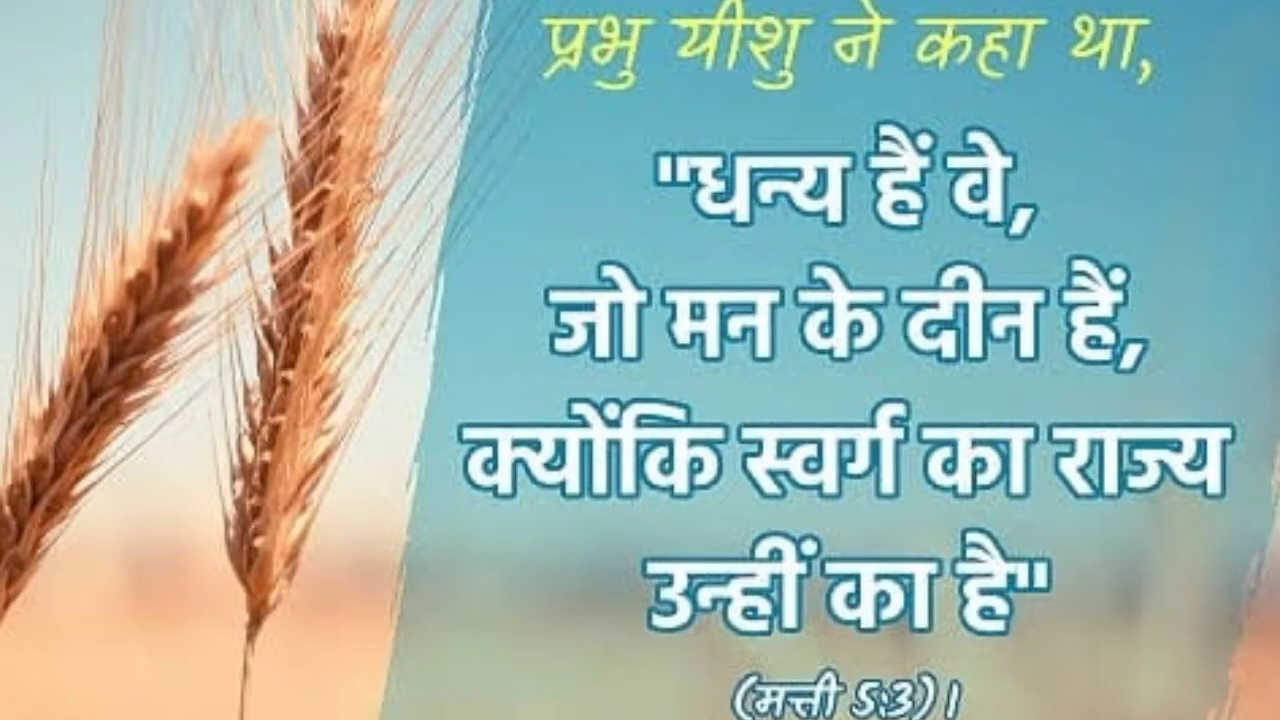 प्रभु यीशु ने कहा था,
"धन्य हैं वे,
जो मन के दीन हैं,
क्योंकि स्वर्ग का राज्य
उन्हीं का है"
(मत्ती 5:3)।